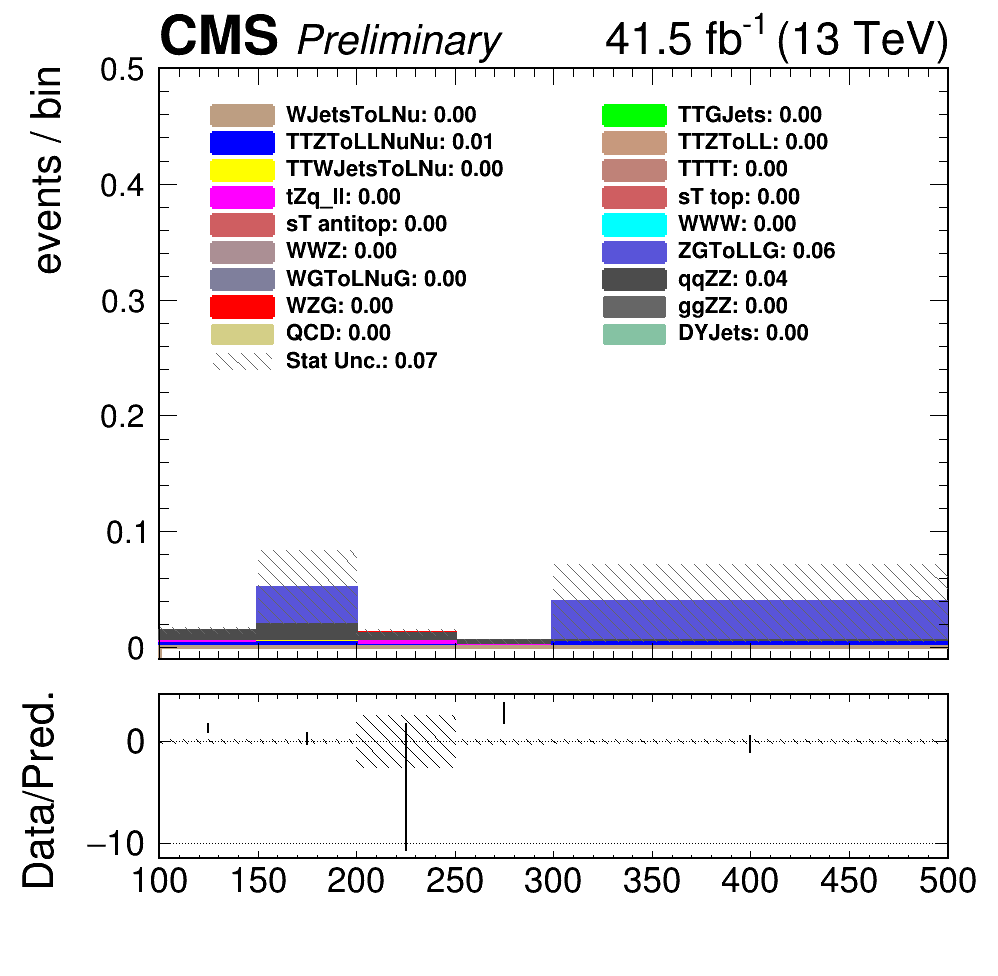 CMS Preliminary 41.5 fb-1 (13 TeV)
events / bin
0.5
0.4
0.3
0.2
0.1
0
WJetsToLNu: 0.00 TTGJets: 0.00
TTZToLLNuNu: 0.01 TTZToLL: 0.00
TTWJetsToLNu: 0.00 TTTT: 0.00
tZq_ll: 0.00 sT top: 0.00
sT antitop: 0.00 WWW: 0.00
WWZ: 0.00 ZGToLLG: 0.06
WGToLNuG: 0.00 qqZZ: 0.04
WZG: 0.00 ggZZ: 0.00
QCD: 0.00 DYJets: 0.00
Stat Unc.: 0.07
Data/Pred.
0
−10
100 150 200 250 300 350 400 450 500